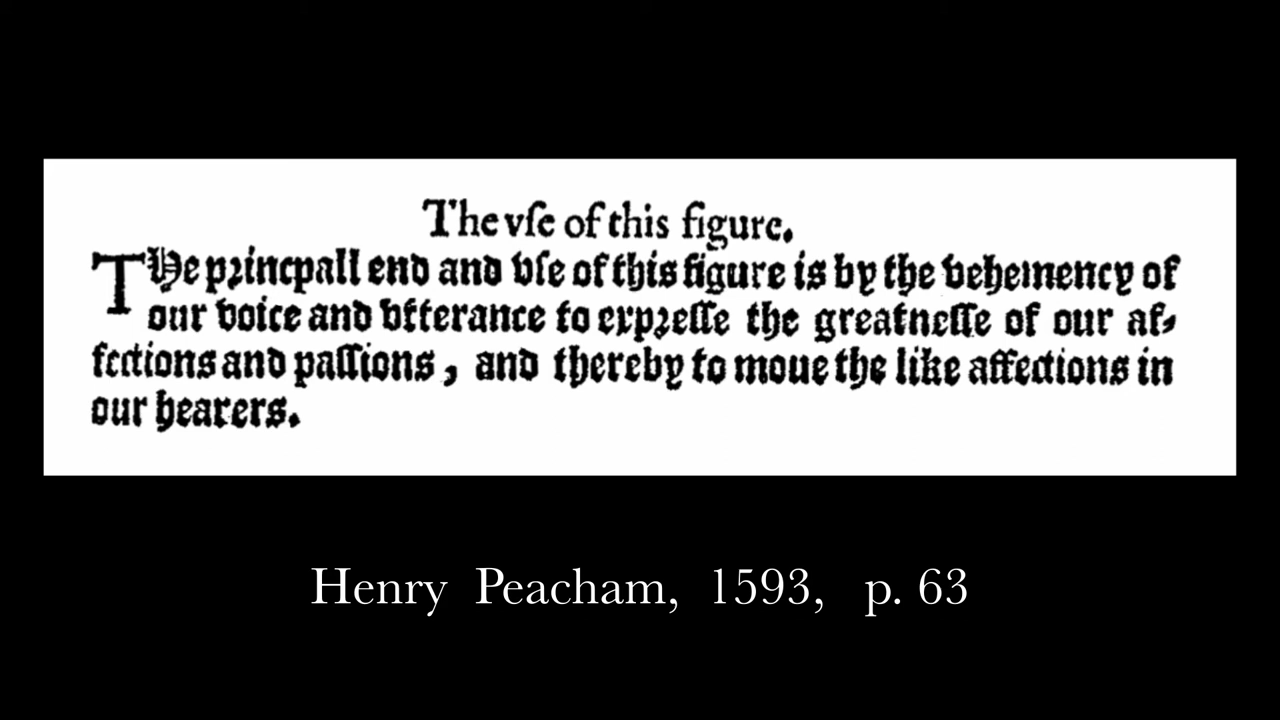 The vſe of this figure.
THe princpall end and vſe of this figure is by the vehemency of
our voice and vtterance to expreſſe the greatneſſe of our af-
fections and paſſions, and thereby to moue the like affections in
our hearers.
Henry Peacham, 1593, p. 63